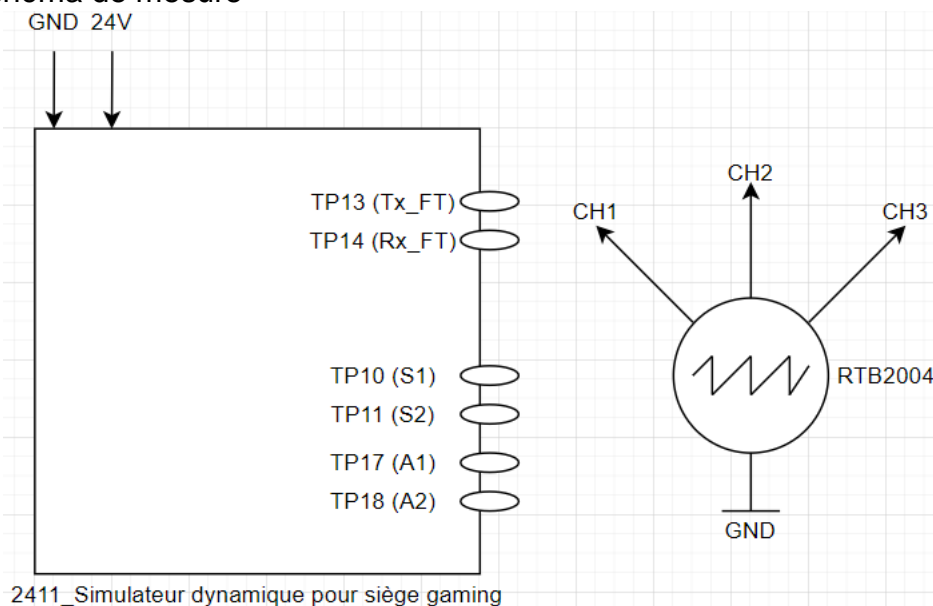 GND 24V
TP13 (Tx_FT)
TP14 (Rx_FT)
TP10 (S1)
TP11 (S2)
TP17 (A1)
TP18 (A2)
2411_Simulateur dynamique pour siège gaming
CH1
CH2
CH3
RTB2004
GND